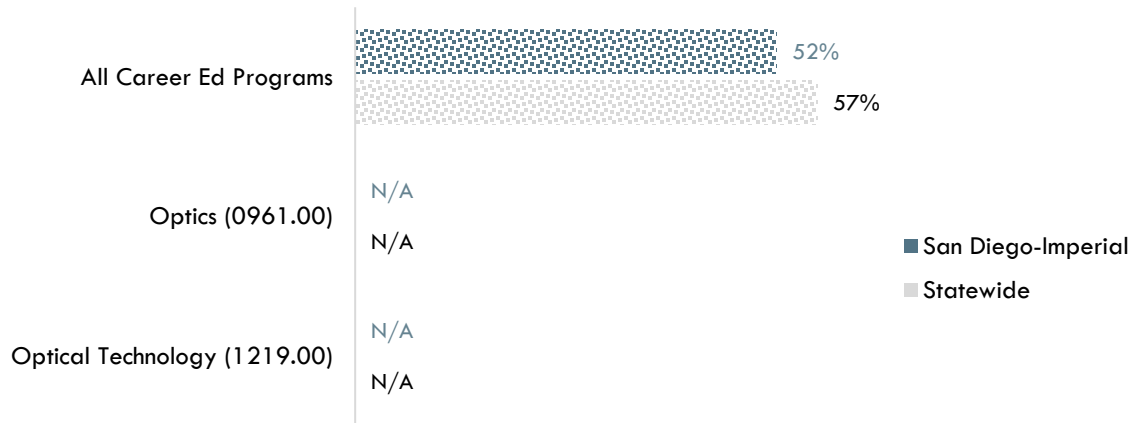 All Career Ed Programs
52%
57%
Optics (0961.00)
N/A
N/A
Optical Technology (1219.00)
N/A
N/A
San Diego-Imperial
Statewide